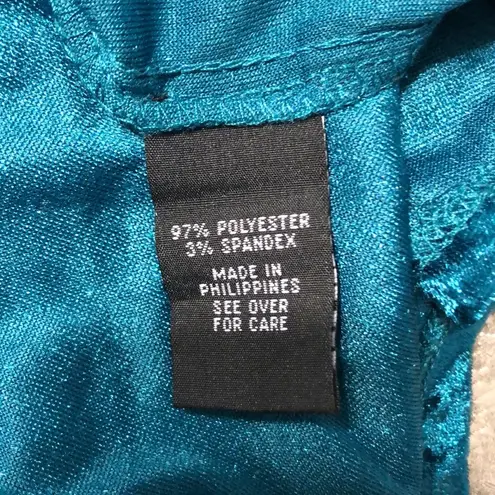 97% POLYESTER
3% SPANDEX
MADE IN
PHILIPPINES
SEE OVER
FOR CARE